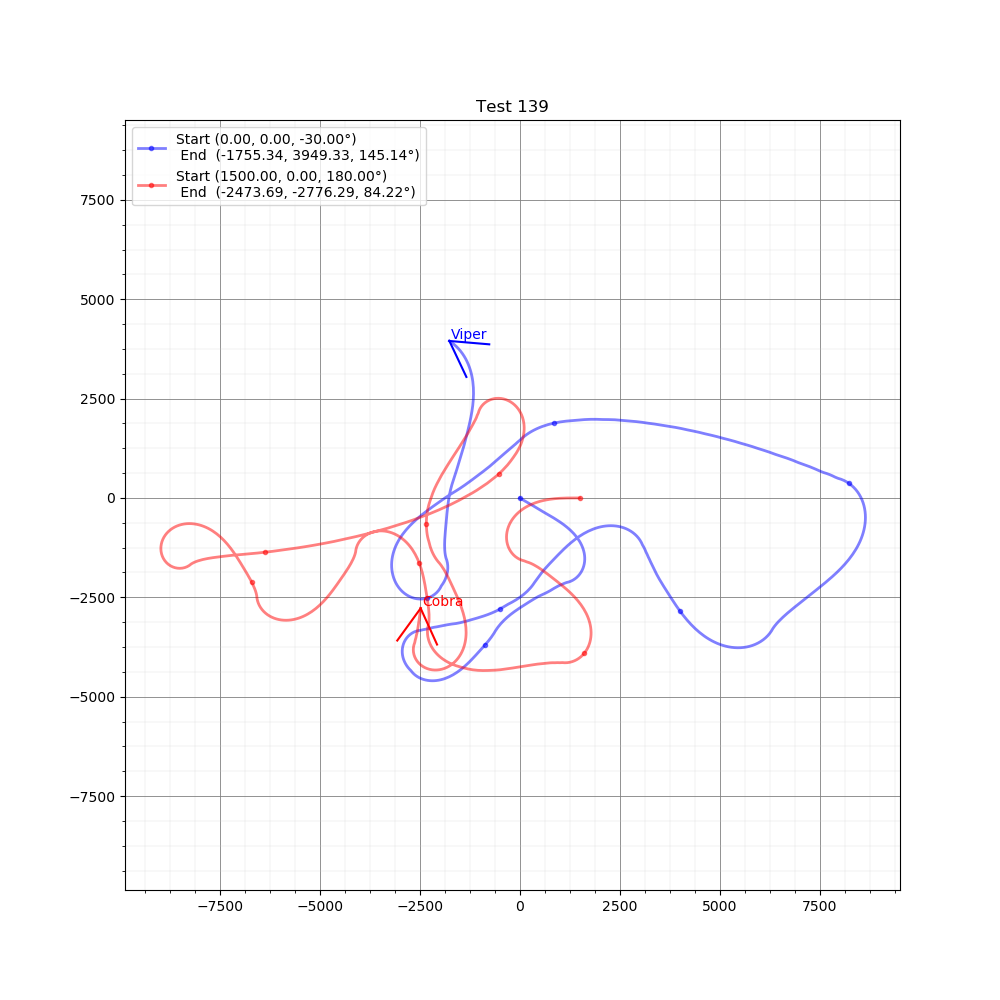 Test 139
Start (0.00, 0.00, -30.00°)
End (-1755.34, 3949.33, 145.14°)
Start (1500.00, 0.00, 180.00°)
End (-2473.69, -2776.29, 84.22°)
7500
5000
2500
0
−2500
−5000
−7500
Viper
Cobra
−7500
−5000
−2500
0
2500
5000
7500